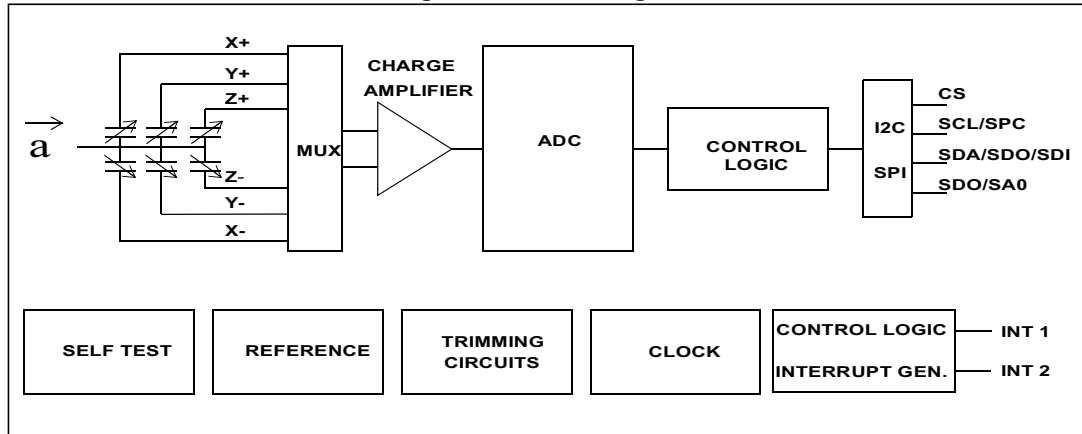 X+
Y+
Z+
a
Z-
Y-
X-
MUX
CHARGE
AMPLIFIER
ADC
CONTROL
LOGIC
I2C
SPI
CS
SCL/SPC
SDA/SDO/SDI
SDO/SA0
SELF TEST
REFERENCE
TRIMMING
CIRCUITS
CLOCK
CONTROL LOGIC
INTERRUPT GEN.
INT 1
INT 2